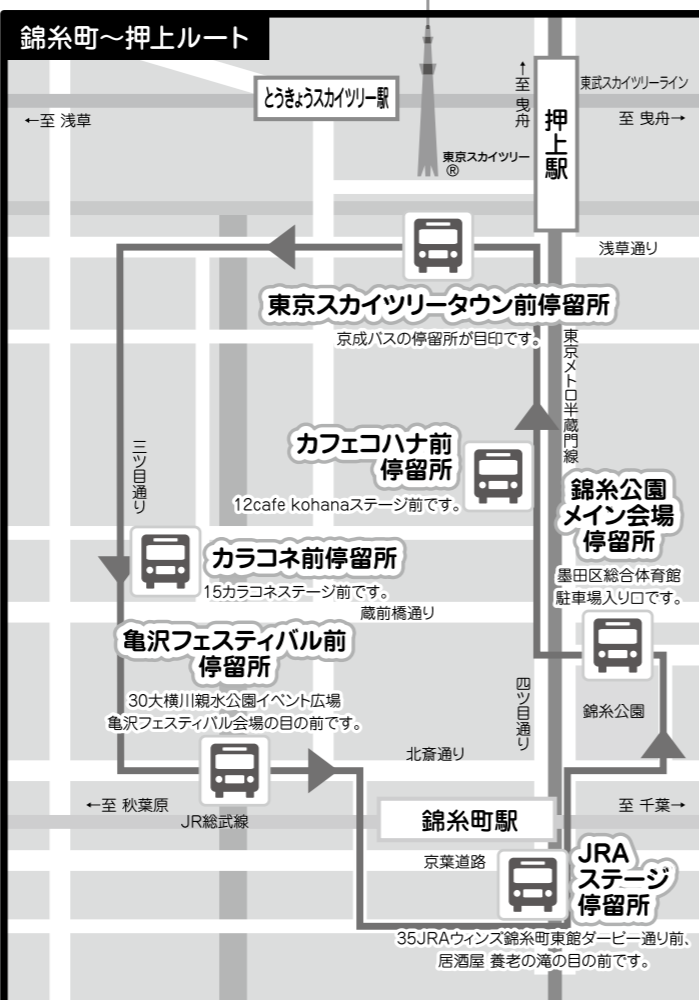 錦糸町〜押上ルート
とうきょうスカイツリー駅
←至 浅草
東京スカイツリー
®
←至 曳舟
押上駅
東武スカイツリーライン
至 曳舟→
浅草通り
東京スカイツリータウン前停留所
京成バスの停留所が目印です。
東京メトロ半蔵門線
三ツ目通り
カフェコハナ前
停留所
12cafe kohanaステージ前です。
錦糸公園
メイン会場
停留所
墨田区総合体育館
駐車場入り口です。
カラコネ前停留所
15カラコネステージ前です。
蔵前橋通り
亀沢フェスティバル前
停留所
30大横川親水公園イベント広場
亀沢フェスティバル会場の目の前です。
四ツ目通り
錦糸公園
北斎通り
←至 秋葉原
JR総武線
錦糸町駅
至 千葉→
京葉道路
JRA
ステージ
停留所
35JRAウィンズ錦糸町東館ダービー通り前、
居酒屋 養老の滝の目の前です。